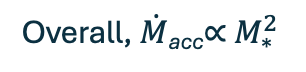 Overall, Ṁ_acc ∝ M_*^2